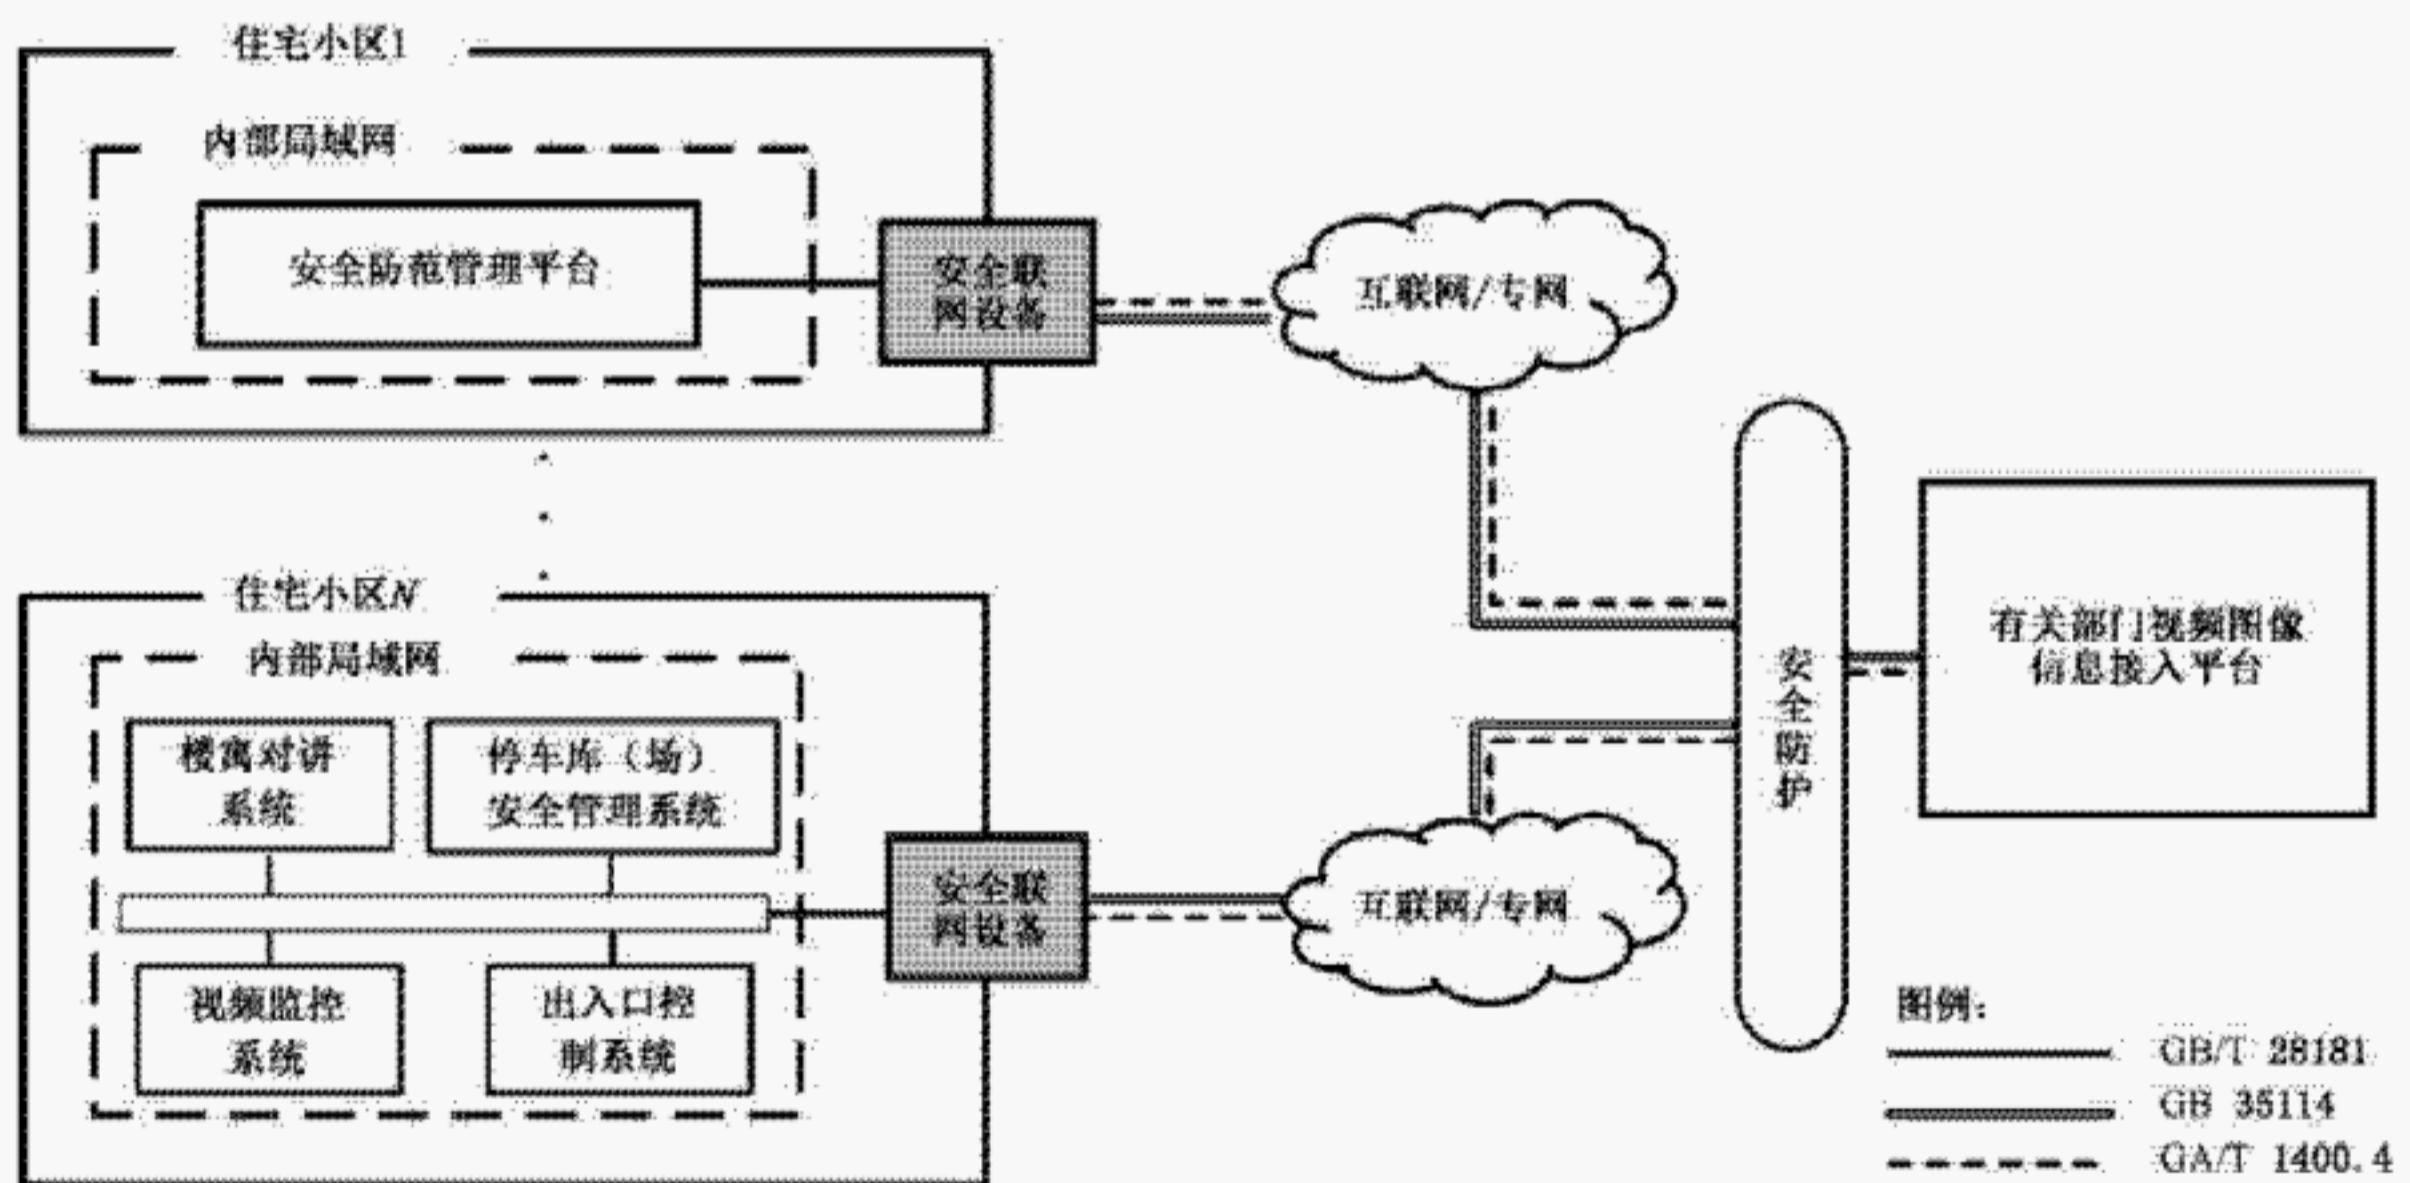 住宅小区1
内部局域网
安全防范管理平台
安全联
网设备
互联网/专网
住宅小区N
内部局域网
楼寓对讲
系统
停车库（场）
安全管理系统
视频监控
系统
出入口控
制系统
安全联
网设备
互联网/专网
安全防护
有关部门视频图像
信息接入平台
图例：
GB/T 28181
GB 35114
GA/T 1400.4